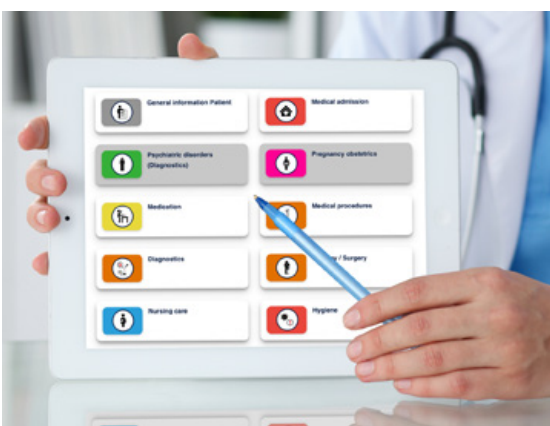 General information Patient
Medical admission
Psychiatric disorders
(Diagnostics)
Pregnancy obstetrics
Medication
Medical procedures
Diagnostics
/ Surgery
Nursing care
Hygiene